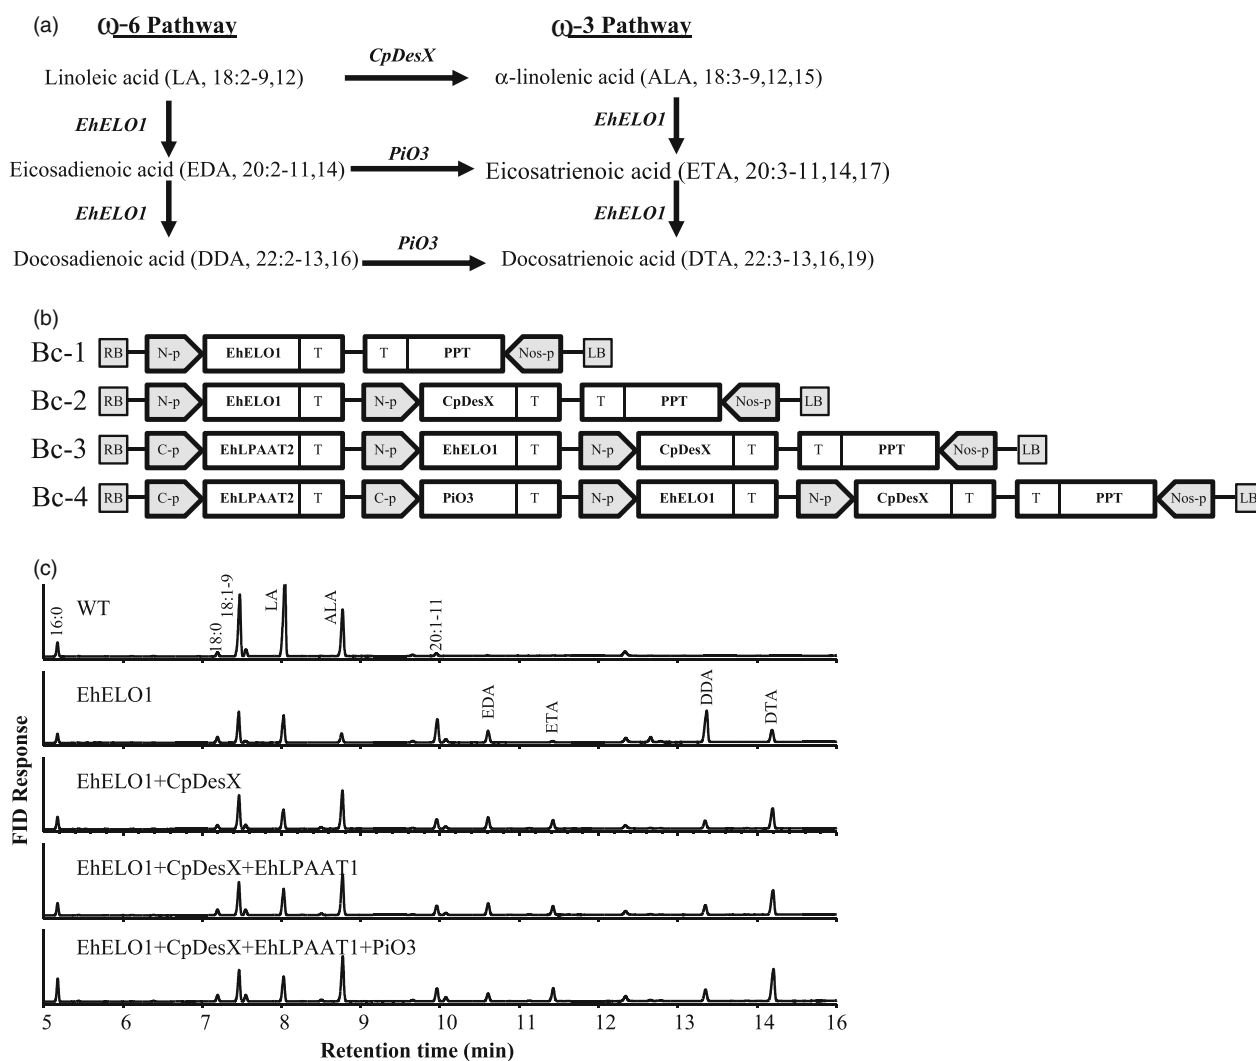 (a) ω-6 Pathway ω-3 Pathway
CpDesX
Linoleic acid (LA, 18:2-9,12) α-linolenic acid (ALA, 18:3-9,12,15)
EhELO1 EhELO1
PiO3
Eicosadienoic acid (EDA, 20:2-11,14) Eicosatrienoic acid (ETA, 20:3-11,14,17)
EhELO1 EhELO1
PiO3
Docosadienoic acid (DDA, 22:2-13,16) Docosatrienoic acid (DTA, 22:3-13,16,19)
(b)
Bc-1 RB N-p EhELO1 T T PPT Nos-p LB
Bc-2 RB N-p EhELO1 T N-p CpDesX T T PPT Nos-p LB
Bc-3 RB C-p EhLPAAT2 T N-p EhELO1 T N-p CpDesX T T PPT Nos-p LB
Bc-4 RB C-p EhLPAAT2 T C-p PiO3 T N-p EhELO1 T N-p CpDesX T T PPT Nos-p LB
(c)
WT
16:0 18:0 18:1-9 LA ALA 20:1-11
EhELO1
EDA ETA DDA DTA
EhELO1+CpDesX
EhELO1+CpDesX+EhLPAAT1
EhELO1+CpDesX+EhLPAAT1+PiO3
FID Response
5 6 7 8 9 10 11 12 13 14 15 16
Retention time (min)